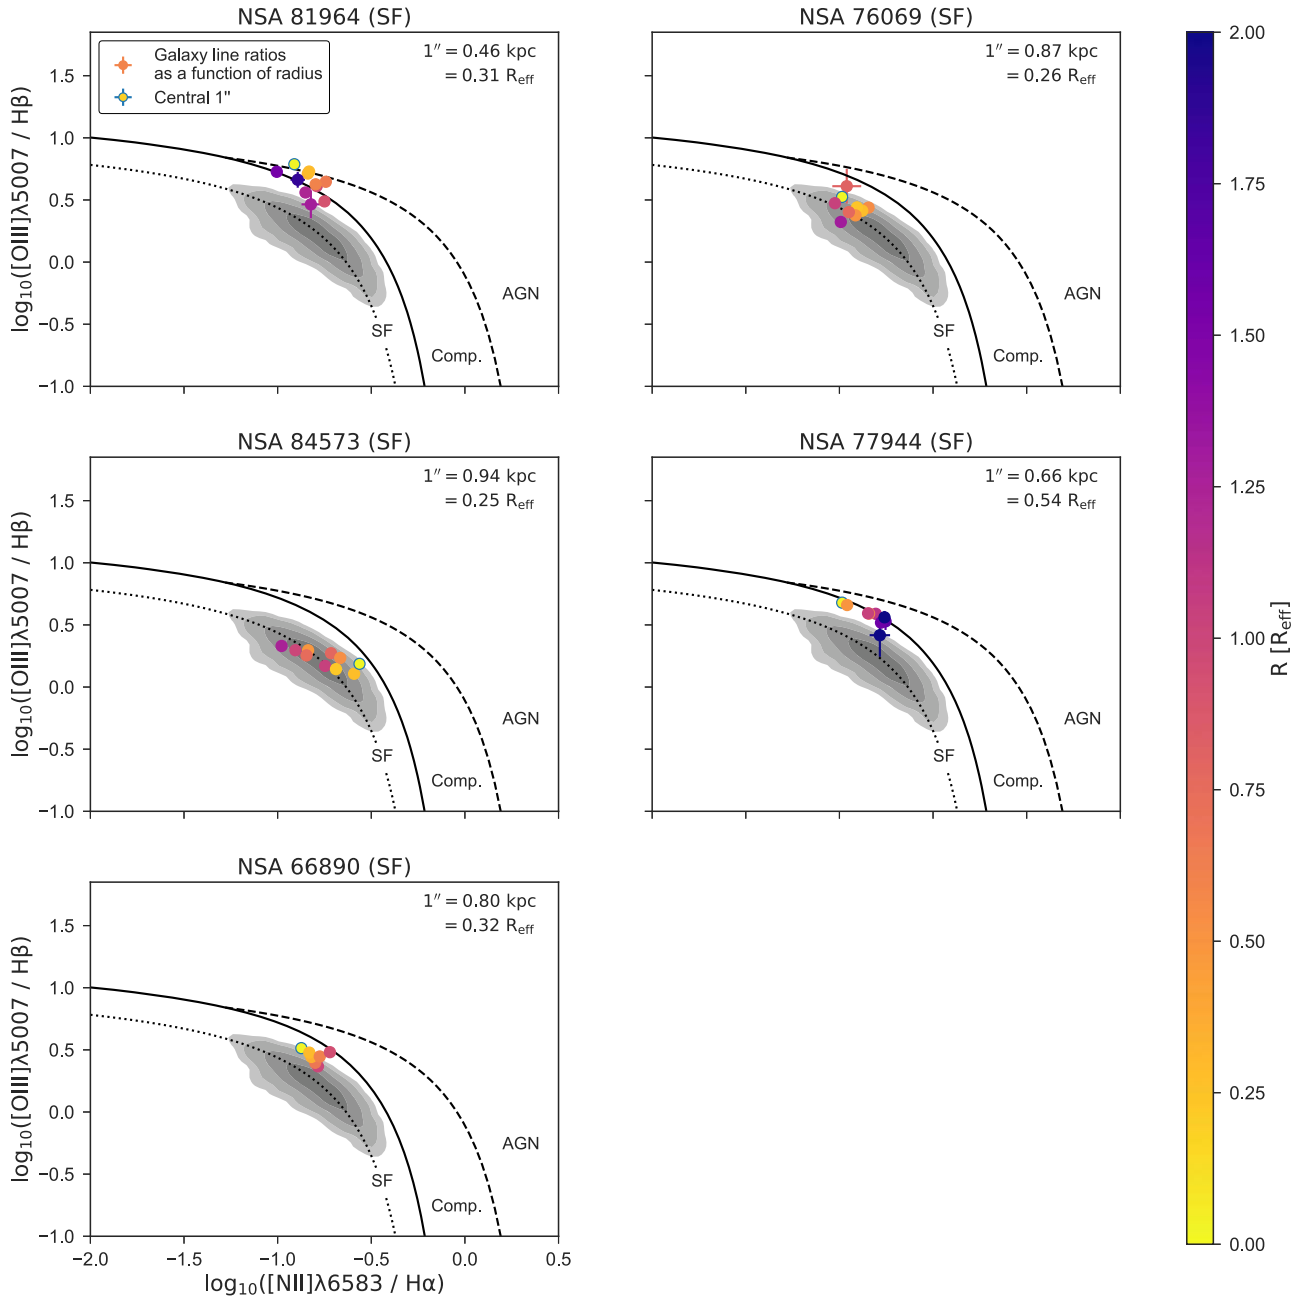 NSA 81964 (SF)
log₁₀([OIII]λ5007 / Hβ)
1.5
1.0
0.5
0.0
−0.5
−1.0
Galaxy line ratios
as a function of radius
Central 1"
1″ = 0.46 kpc
= 0.31 Reff
AGN
SF
Comp.
NSA 76069 (SF)
1″ = 0.87 kpc
= 0.26 Reff
AGN
SF
Comp.
NSA 84573 (SF)
log₁₀([OIII]λ5007 / Hβ)
1.5
1.0
0.5
0.0
−0.5
−1.0
1″ = 0.94 kpc
= 0.25 Reff
AGN
SF
Comp.
NSA 77944 (SF)
1″ = 0.66 kpc
= 0.54 Reff
AGN
SF
Comp.
NSA 66890 (SF)
log₁₀([OIII]λ5007 / Hβ)
1.5
1.0
0.5
0.0
−0.5
−1.0
1″ = 0.80 kpc
= 0.32 Reff
AGN
SF
Comp.
−2.0 −1.5 −1.0 −0.5 0.0 0.5
log₁₀([NII]λ6583 / Hα)
2.00
1.75
1.50
1.25
1.00
0.75
0.50
0.25
0.00
R [Reff]